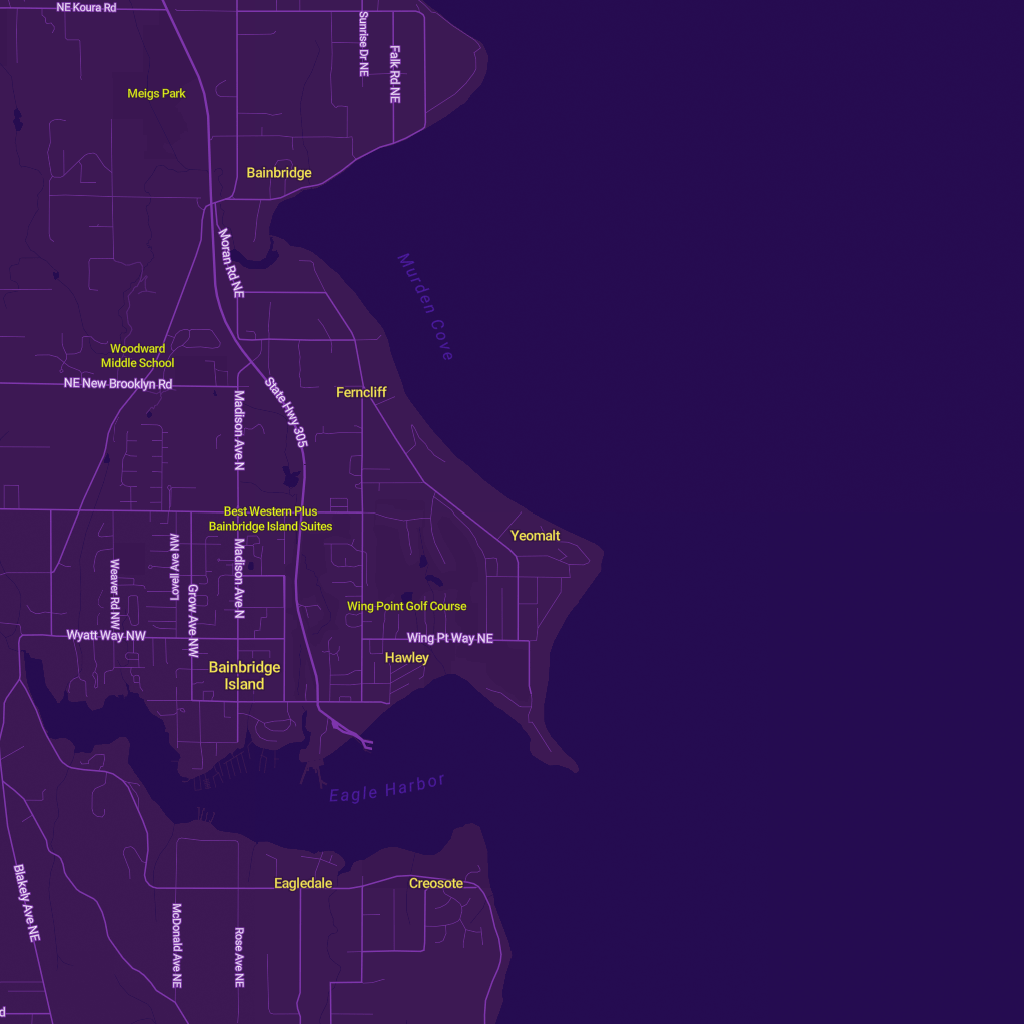 NE Koura Rd
Sunrise Dr NE
Falk Rd NE
Meigs Park
Bainbridge
Moran Rd NE
Murden Cove
Woodward
Middle School
NE New Brooklyn Rd
Ferncliff
State Hwy 305
Madison Ave N
Best Western Plus
Bainbridge Island Suites
Yeomalt
Lovell Ave NW
Madison Ave N
Weaver Rd NW
Grow Ave NW
Wing Point Golf Course
Wyatt Way NW
Wing Pt Way NE
Hawley
Bainbridge
Island
Eagle Harbor
Eagledale
Creosote
Blakely Ave NE
McDonald Ave NE
Rose Ave NE
d